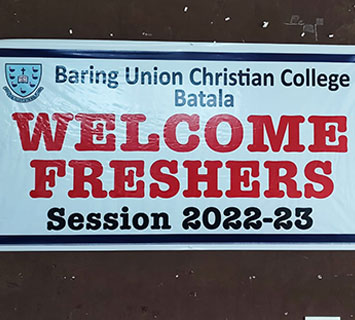 Baring Union Christian College
Batala
WELCOME
FRESHERS
Session 2022-23